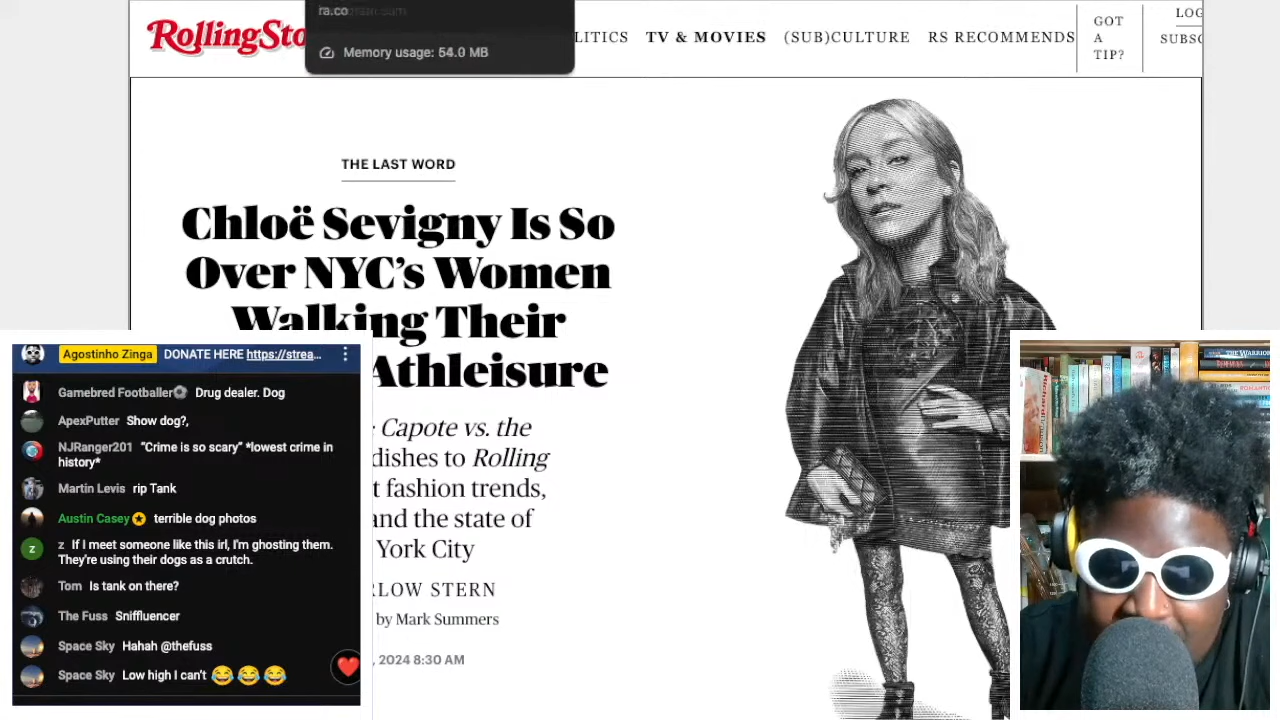 RollingSto
ra.co
Memory usage: 54.0 MB
LITICS TV & MOVIES (SUB)CULTURE RS RECOMMENDS
GOT
A
TIP?
LOG
SUBSC
THE LAST WORD
Chloë Sevigny Is So
Over NYC’s Women
Walking Their
Athleisure
Capote vs. the
dishes to Rolling
t fashion trends,
and the state of
York City
RLOW STERN
by Mark Summers
, 2024 8:30 AM
Agostinho Zinga DONATE HERE https://strea...
Gamebred Footballer Drug dealer. Dog
ApexPutter Show dog?,
NJRanger201 “Crime is so scary” *lowest crime in
history*
Martin Levis rip Tank
Austin Casey terrible dog photos
z z If I meet someone like this irl, I'm ghosting them.
They're using their dogs as a crutch.
Tom Is tank on there?
The Fuss Sniffluencer
Space Sky Hahah @thefuss
Space Sky Low high I can't 😂😂😂
THE WARRIOR